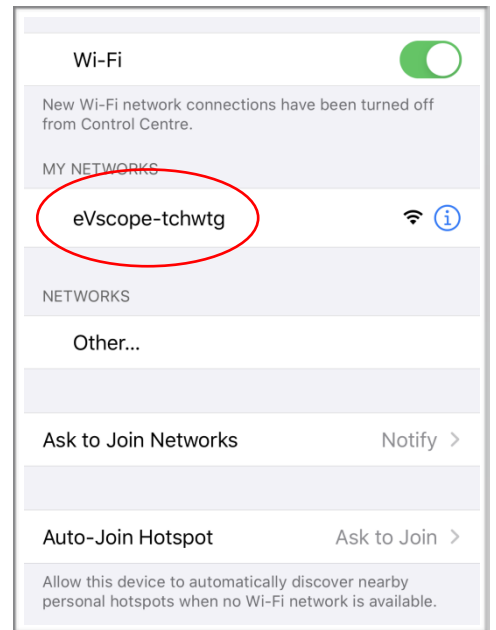 Wi-Fi
New Wi-Fi network connections have been turned off
from Control Centre.
MY NETWORKS
eVscope-tchwtg
NETWORKS
Other...
Ask to Join Networks Notify
Auto-Join Hotspot Ask to Join
Allow this device to automatically discover nearby
personal hotspots when no Wi-Fi network is available.